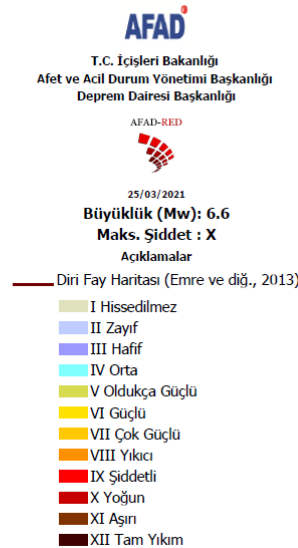 AFAD
T.C. İçişleri Bakanlığı
Afet ve Acil Durum Yönetimi Başkanlığı
Deprem Dairesi Başkanlığı
AFAD-RED
25/03/2021
Büyüklük (Mw): 6.6
Maks. Şiddet : X
Açıklamalar
Diri Fay Haritası (Emre ve diğ., 2013)
I Hissedilmez
II Zayıf
III Hafif
IV Orta
V Oldukça Güçlü
VI Güçlü
VII Çok Güçlü
VIII Yıkıcı
IX Şiddetli
X Yoğun
XI Aşırı
XII Tam Yıkım